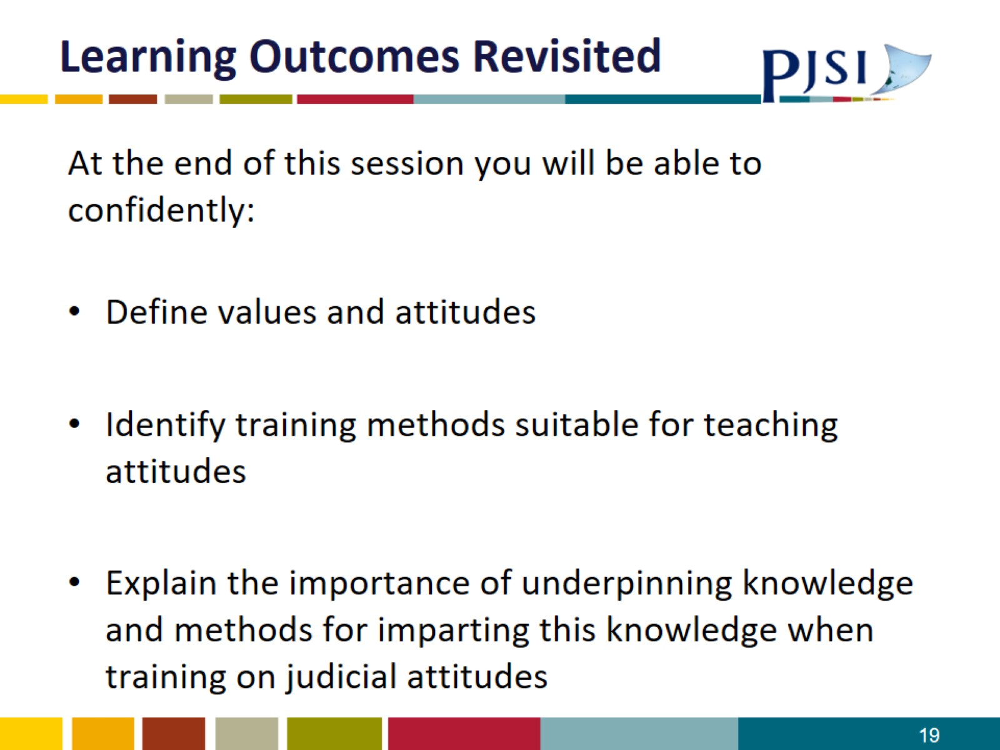 Learning Outcomes Revisited
PJSI
At the end of this session you will be able to
confidently:
• Define values and attitudes
• Identify training methods suitable for teaching
attitudes
• Explain the importance of underpinning knowledge
and methods for imparting this knowledge when
training on judicial attitudes
19